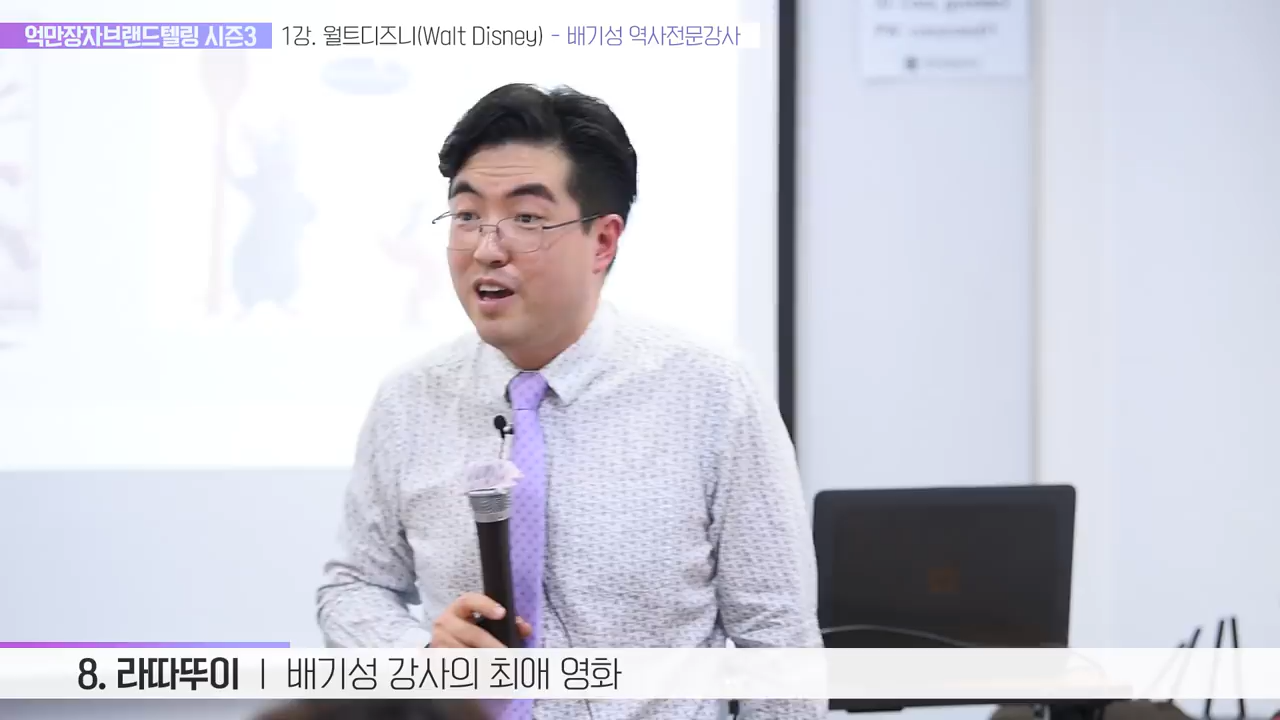 억만장자브랜드텔링 시즌3 1강. 월트디즈니(Walt Disney) - 배기성 역사전문강사
8. 라따뚜이 | 배기성 강사의 최애 영화